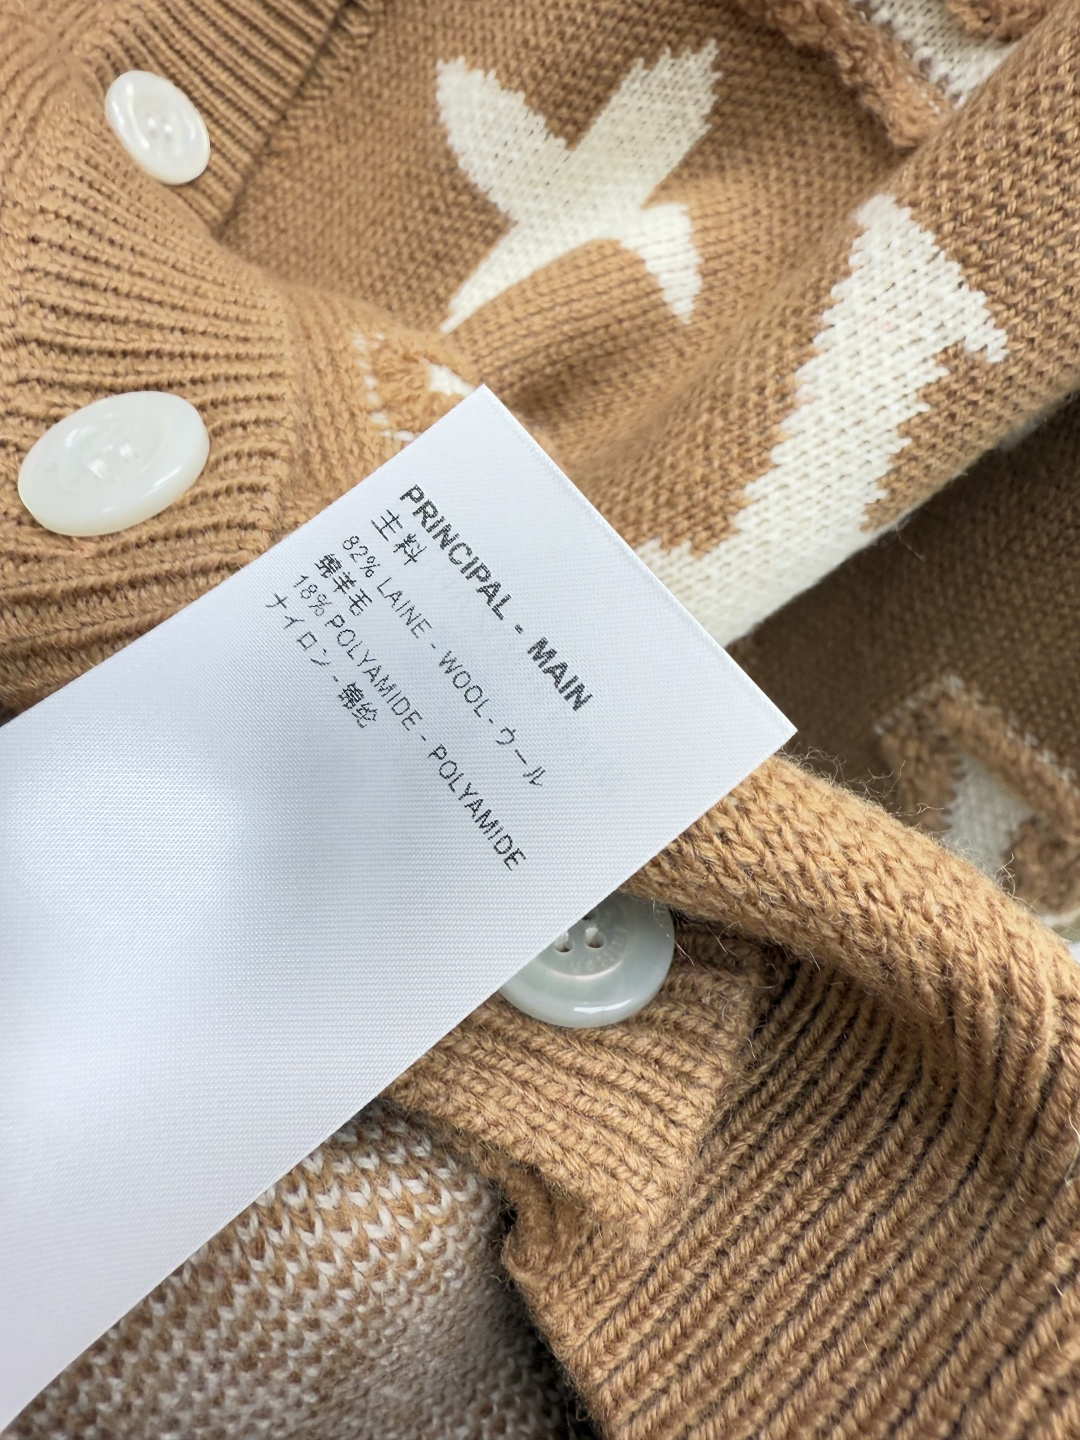 PRINCIPAL - MAIN
主料
82% LAINE - WOOL - ウール
绵羊毛
18% POLYAMIDE - POLYAMIDE
ナイロン - 锦纶